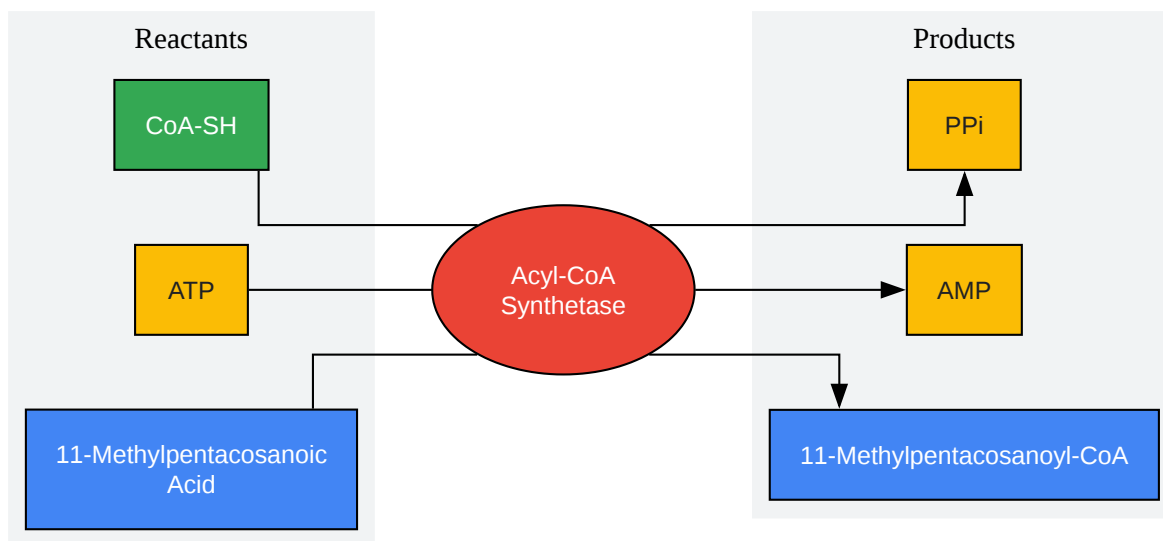 Reactants
Products
CoA-SH
PPi
ATP
Acyl-CoA
Synthetase
AMP
11-Methylpentacosanoic
Acid
11-Methylpentacosanoyl-CoA